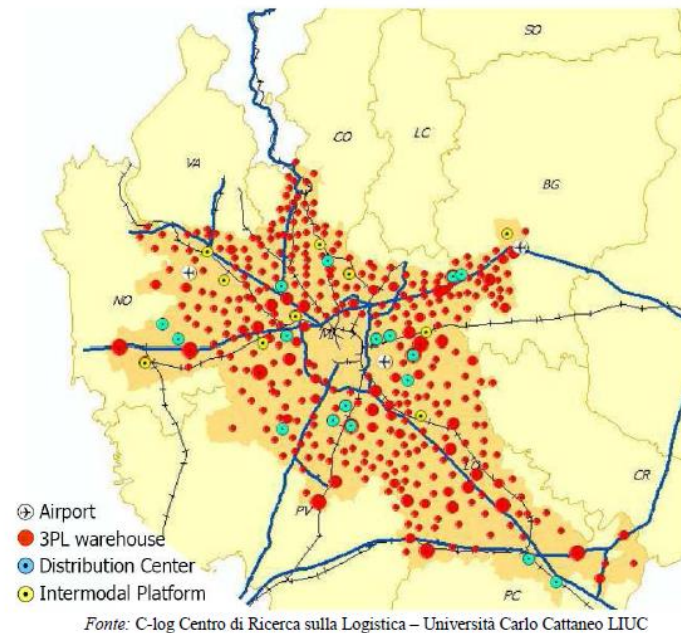 SO
CO
LC
VA
BG
NO
MI
LO
CR
PV
PC
Airport
3PL warehouse
Distribution Center
Intermodal Platform
Fonte: C-log Centro di Ricerca sulla Logistica – Università Carlo Cattaneo LIUC